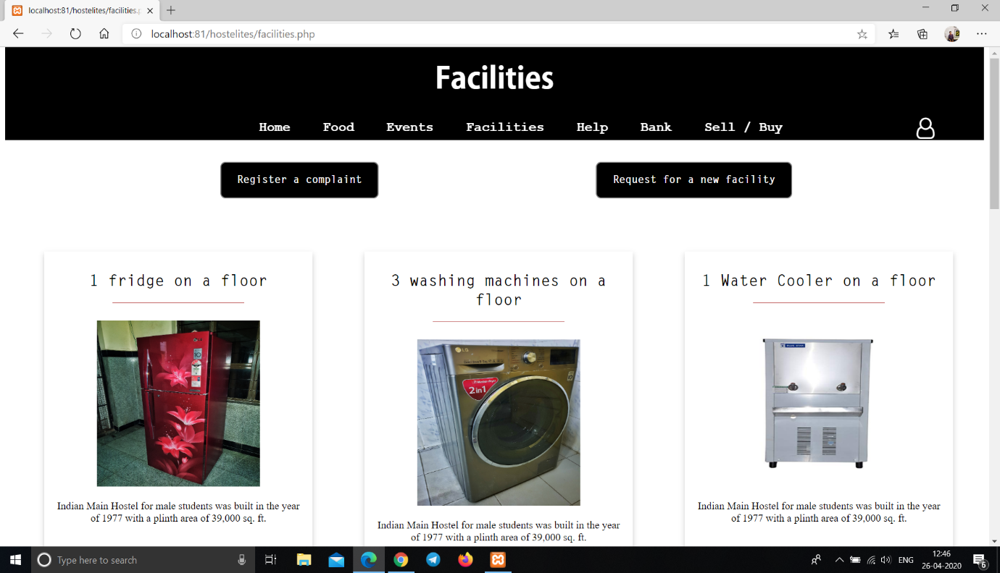 localhost:81/hostelites/facilities.p
localhost:81/hostelites/facilities.php
Facilities
Home Food Events Facilities Help Bank Sell / Buy
Register a complaint Request for a new facility
1 fridge on a floor
3 washing machines on a
floor
1 Water Cooler on a floor
LG
2in1
Indian Main Hostel for male students was built in the year
of 1977 with a plinth area of 39,000 sq. ft.
Indian Main Hostel for male students was built in the year
of 1977 with a plinth area of 39,000 sq. ft.
Indian Main Hostel for male students was built in the year
of 1977 with a plinth area of 39,000 sq. ft.
Type here to search
ENG
12:46
26-04-2020
6